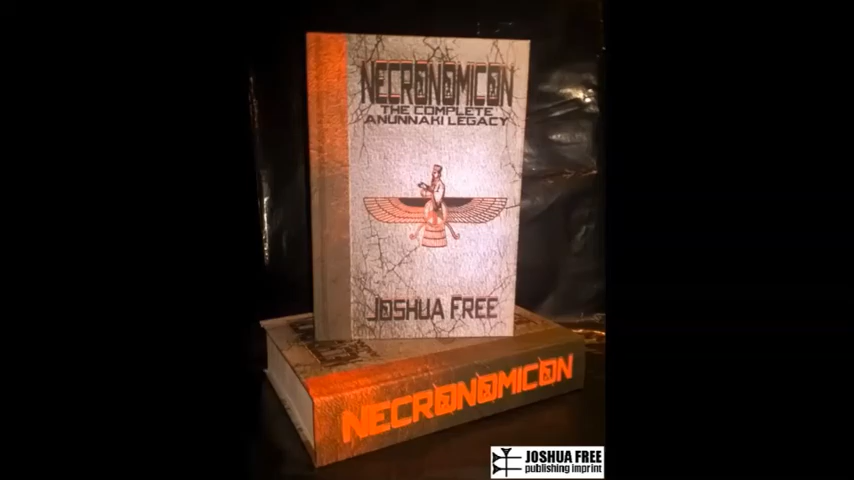 NECRONOMICON
THE COMPLETE
ANUNNAKI LEGACY
JOSHUA FREE
NECRONOMICON
JOSHUA FREE
publishing imprint